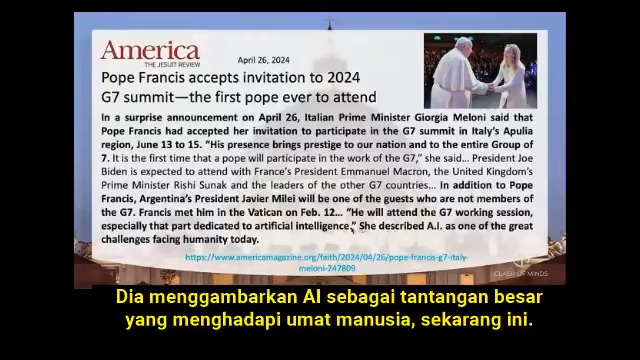 America
THE JESUIT REVIEW
April 26, 2024
Pope Francis accepts invitation to 2024
G7 summit—the first pope ever to attend
In a surprise announcement on April 26, Italian Prime Minister Giorgia Meloni said that
Pope Francis had accepted her invitation to participate in the G7 summit in Italy's Apulia
region, June 13 to 15. “His presence brings prestige to our nation and to the entire Group of
7. It is the first time that a pope will participate in the work of the G7,” she said... President Joe
Biden is expected to attend with France's President Emmanuel Macron, the United Kingdom's
Prime Minister Rishi Sunak and the leaders of the other G7 countries... In addition to Pope
Francis, Argentina's President Javier Milei will be one of the guests who are not members of
the G7. Francis met him in the Vatican on Feb. 12... “He will attend the G7 working session,
especially that part dedicated to artificial intelligence,” She described A.I. as one of the great
challenges facing humanity today.
https://www.americamagazine.org/faith/2024/04/26/pope-francis-g7-italy-
meloni-247809
CLASH OF MINDS
Dia menggambarkan AI sebagai tantangan besar
yang menghadapi umat manusia, sekarang ini.